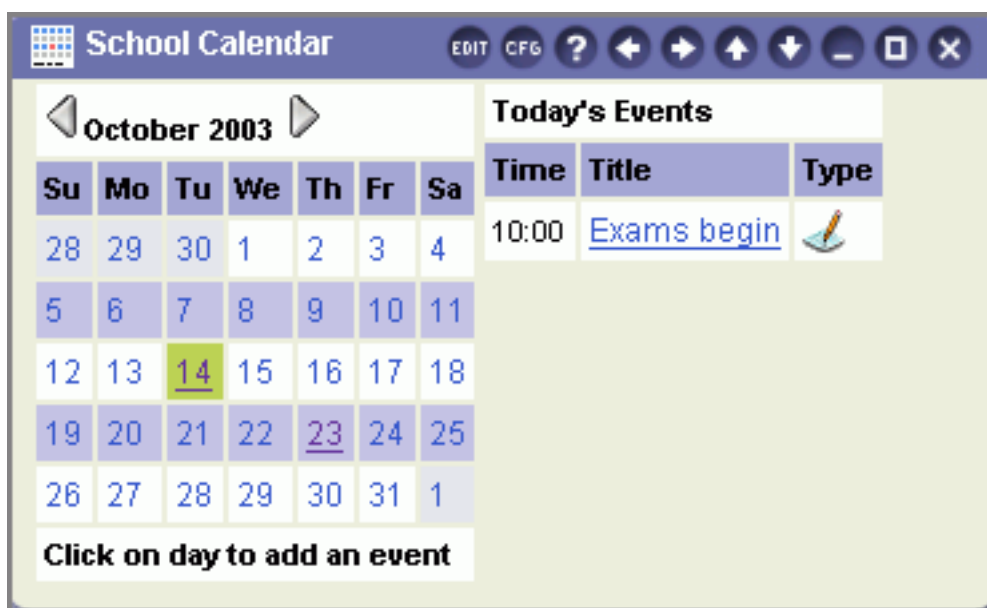 School Calendar EDIT CFG ?
October 2003
Su Mo Tu We Th Fr Sa
28 29 30 1 2 3 4
5 6 7 8 9 10 11
12 13 14 15 16 17 18
19 20 21 22 23 24 25
26 27 28 29 30 31 1
Click on day to add an event
Today's Events
Time Title Type
10:00 Exams begin